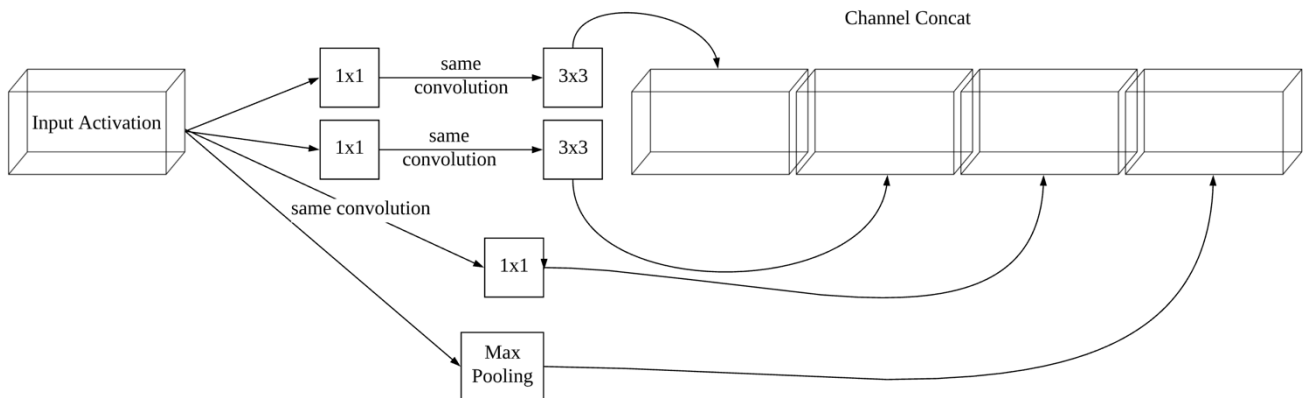 Channel Concat
Input Activation
1x1
same
convolution
3x3
1x1
same
convolution
3x3
same convolution
1x1
Max
Pooling